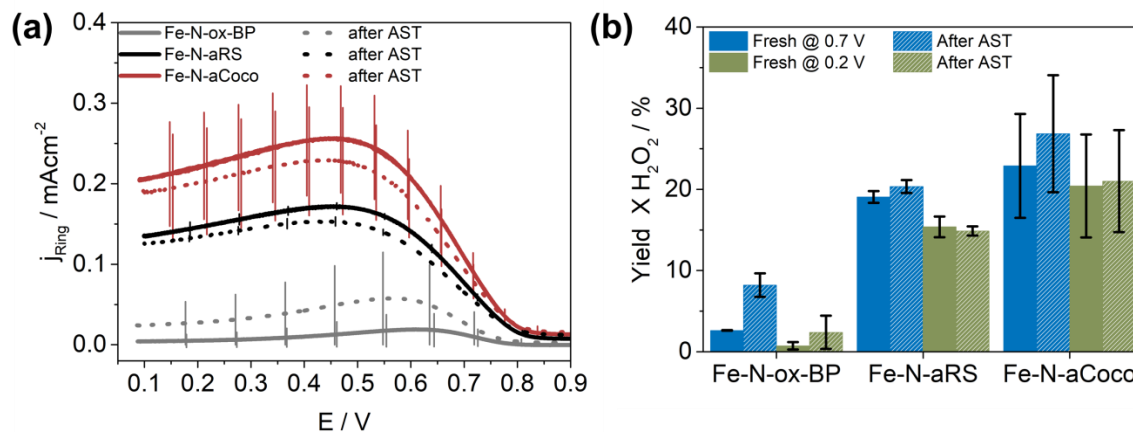 (a)
Fe-N-ox-BP after AST
Fe-N-aRS after AST
Fe-N-aCoco after AST
0.4
0.3
0.2
0.1
0.0
j_Ring / mAcm⁻²
0.1 0.2 0.3 0.4 0.5 0.6 0.7 0.8 0.9
E / V
(b)
Fresh @ 0.7 V After AST
Fresh @ 0.2 V After AST
40
30
20
10
0
Yield X H₂O₂ / %
Fe-N-ox-BP Fe-N-aRS Fe-N-aCoco